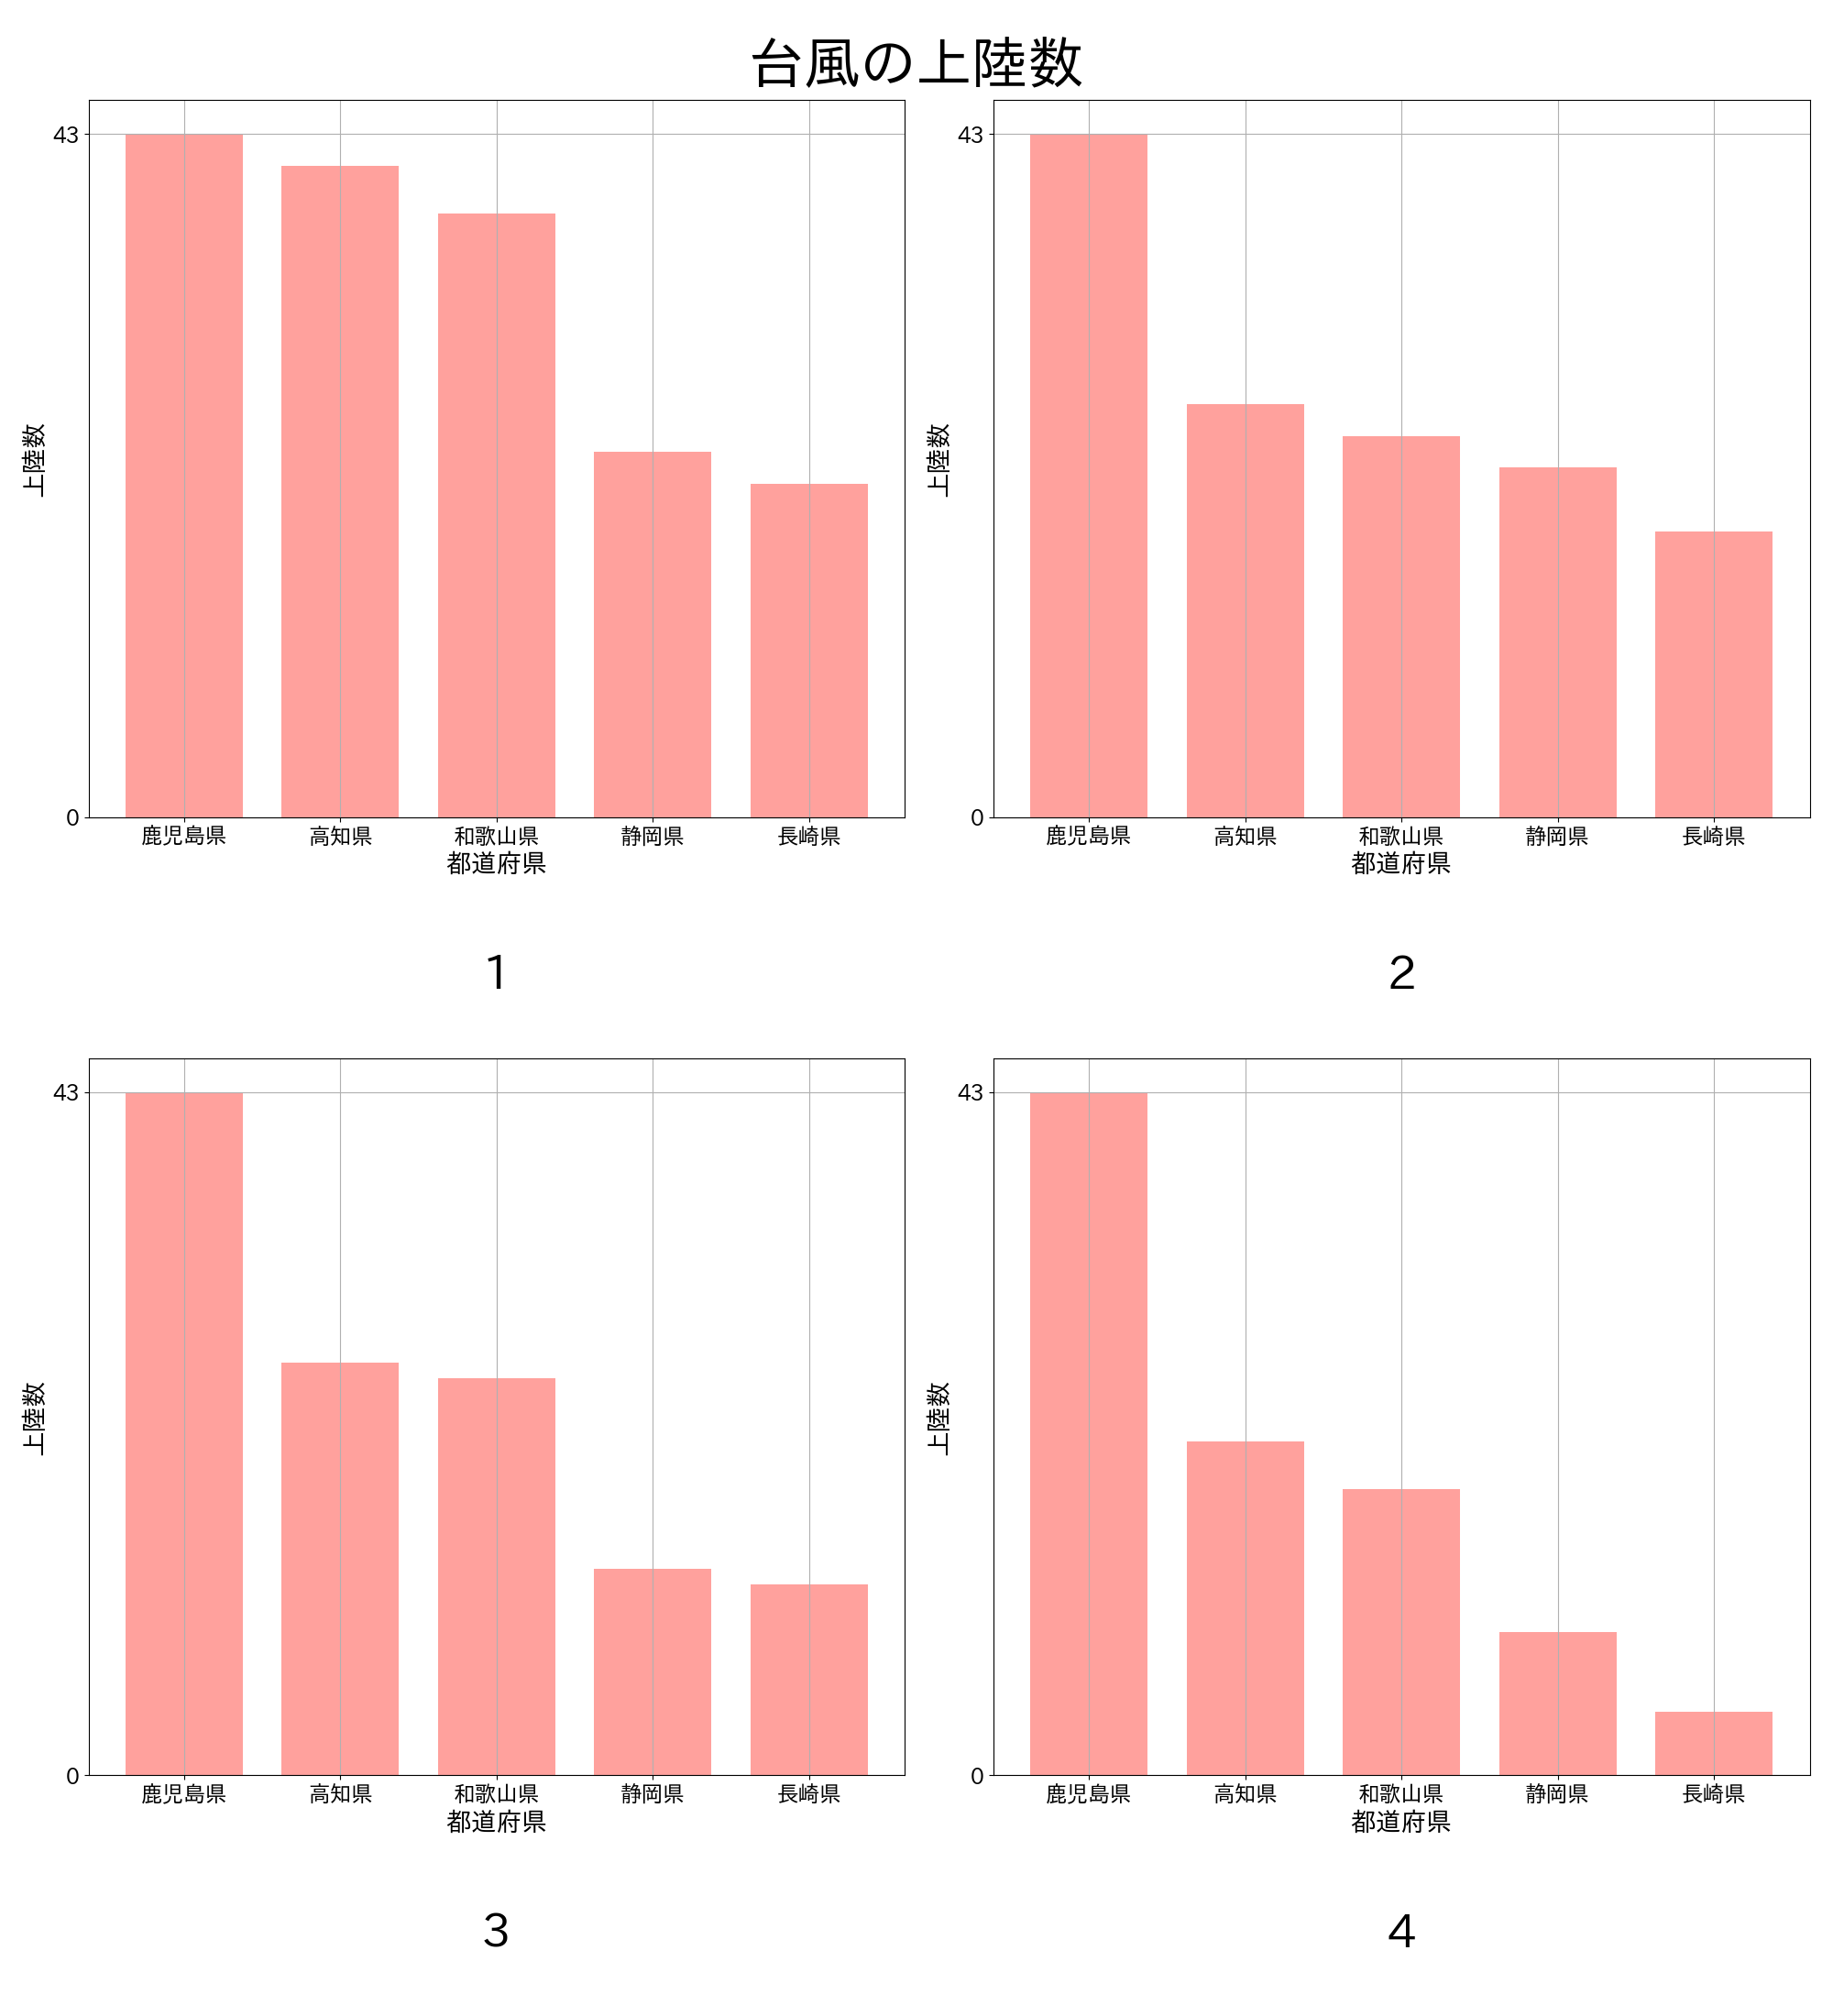 台風の上陸数
43
0
上陸数
鹿児島県 高知県 和歌山県 静岡県 長崎県
都道府県
1
43
0
上陸数
鹿児島県 高知県 和歌山県 静岡県 長崎県
都道府県
2
43
0
上陸数
鹿児島県 高知県 和歌山県 静岡県 長崎県
都道府県
3
43
0
上陸数
鹿児島県 高知県 和歌山県 静岡県 長崎県
都道府県
4